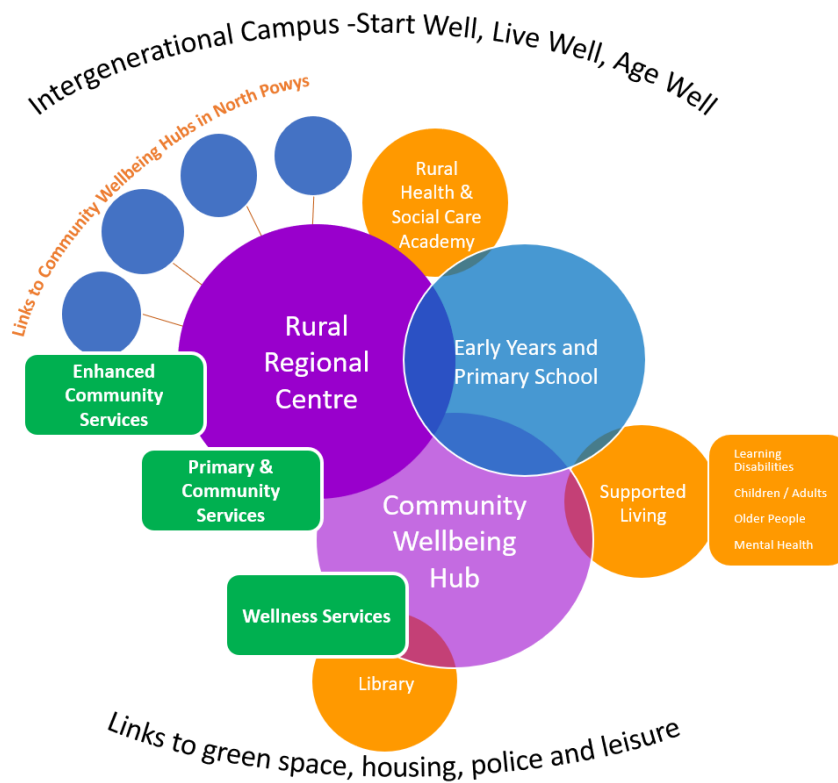 Intergenerational Campus -Start Well, Live Well, Age Well
Links to Community Wellbeing Hubs in North Powys
Rural
Health &
Social Care
Academy
Rural
Regional
Centre
Early Years and
Primary School
Enhanced
Community
Services
Primary &
Community
Services
Community
Wellbeing
Hub
Supported
Living
Learning
Disabilities
Children / Adults
Older People
Mental Health
Wellness Services
Library
Links to green space, housing, police and leisure